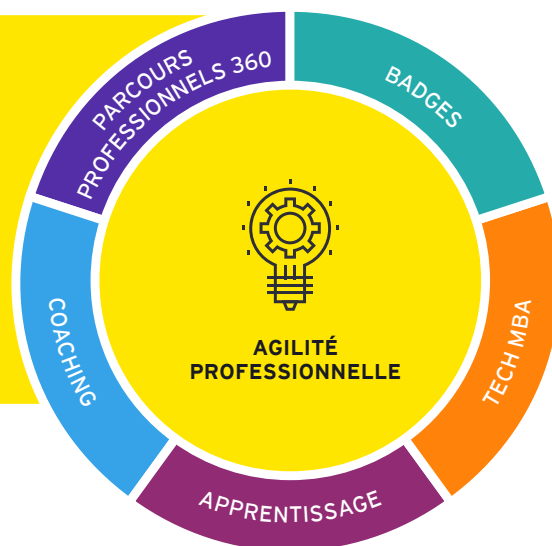 PARCOURS
PROFESSIONNELS 360
BADGES
TECH MBA
APPRENTISSAGE
COACHING
AGILITÉ
PROFESSIONNELLE